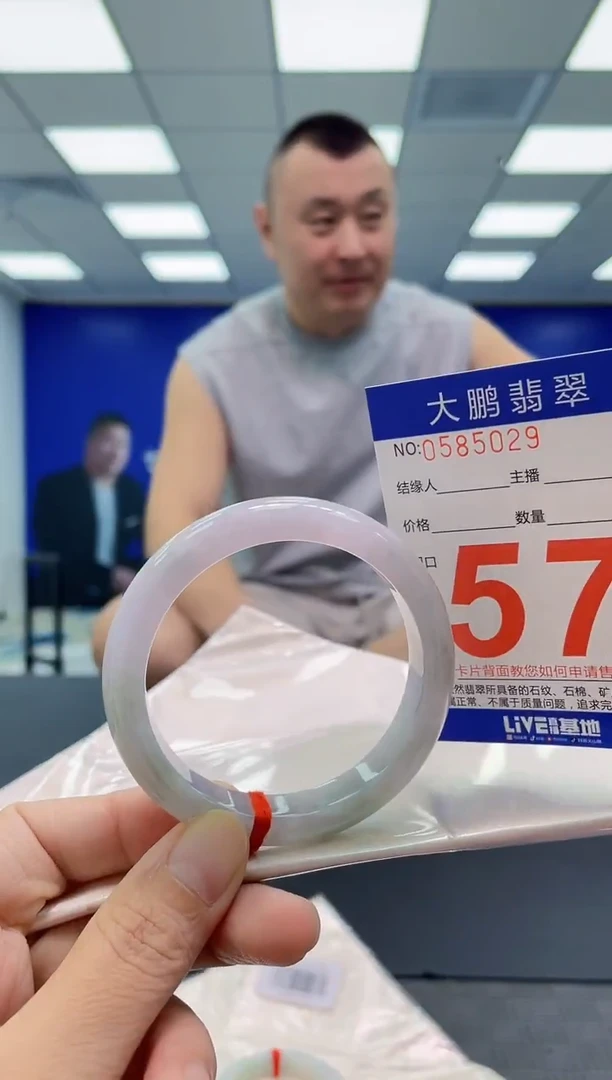 大鹏翡翠
NO:0585029
结缘人 主播
价格 数量
口
57
卡片背面教您如何申请售
然翡翠所具备的石纹、石棉、矿
属正常、不属于质量问题，追求完
LiVE 基地